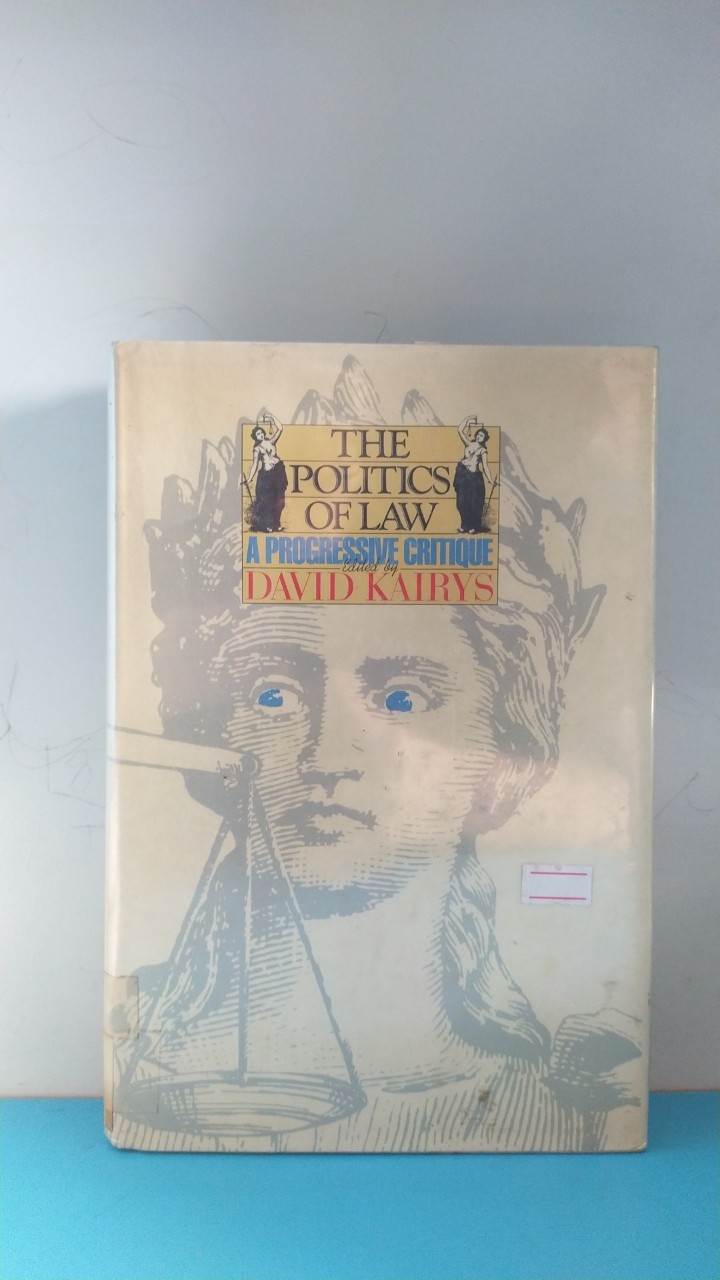 THE
POLITICS
OF LAW
A PROGRESSIVE CRITIQUE
Edited by
DAVID KAIRYS